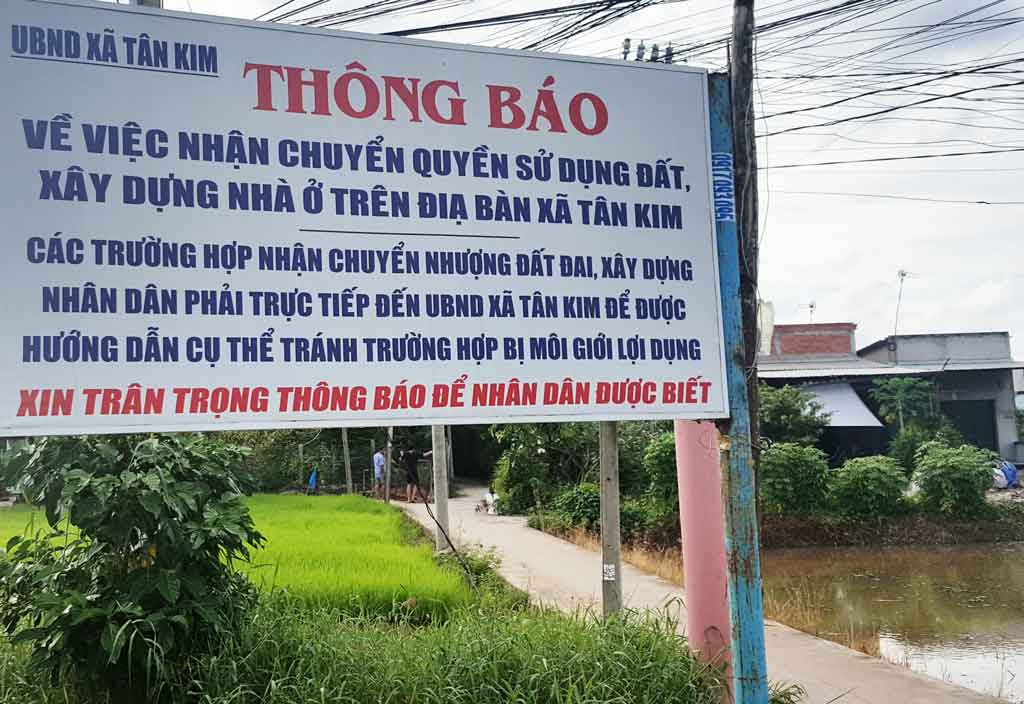 UBND XÃ TÂN KIM
THÔNG BÁO
VỀ VIỆC NHẬN CHUYỂN QUYỀN SỬ DỤNG ĐẤT,
XÂY DỰNG NHÀ Ở TRÊN ĐỊA BÀN XÃ TÂN KIM
CÁC TRƯỜNG HỢP NHẬN CHUYỂN NHƯỢNG ĐẤT ĐAI, XÂY DỰNG
NHÂN DÂN PHẢI TRỰC TIẾP ĐẾN UBND XÃ TÂN KIM ĐỂ ĐƯỢC
HƯỚNG DẪN CỤ THỂ TRÁNH TRƯỜNG HỢP BỊ MÔI GIỚI LỢI DỤNG
XIN TRÂN TRỌNG THÔNG BÁO ĐỂ NHÂN DÂN ĐƯỢC BIẾT